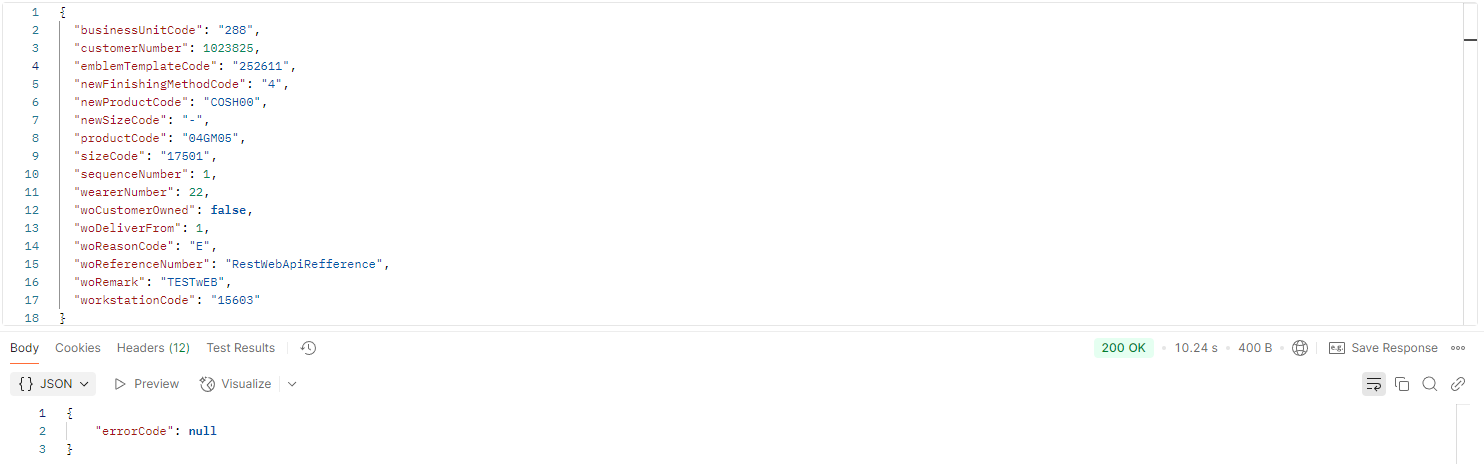 1 {
2 "businessUnitCode": "288",
3 "customerNumber": 1023825,
4 "emblemTemplateCode": "252611",
5 "newFinishingMethodCode": "4",
6 "newProductCode": "COSH00",
7 "newSizeCode": "-",
8 "productCode": "04GM05",
9 "sizeCode": "17501",
10 "sequenceNumber": 1,
11 "wearerNumber": 22,
12 "woCustomerOwned": false,
13 "woDeliverFrom": 1,
14 "woReasonCode": "E",
15 "woReferenceNumber": "RestWebApiRefference",
16 "woRemark": "TESTwEB",
17 "workstationCode": "15603"
18 }
Body Cookies Headers (12) Test Results 200 OK • 10.24 s • 400 B • e.g. Save Response
{} JSON Preview Visualize
1 {
2 "errorCode": null
3 }